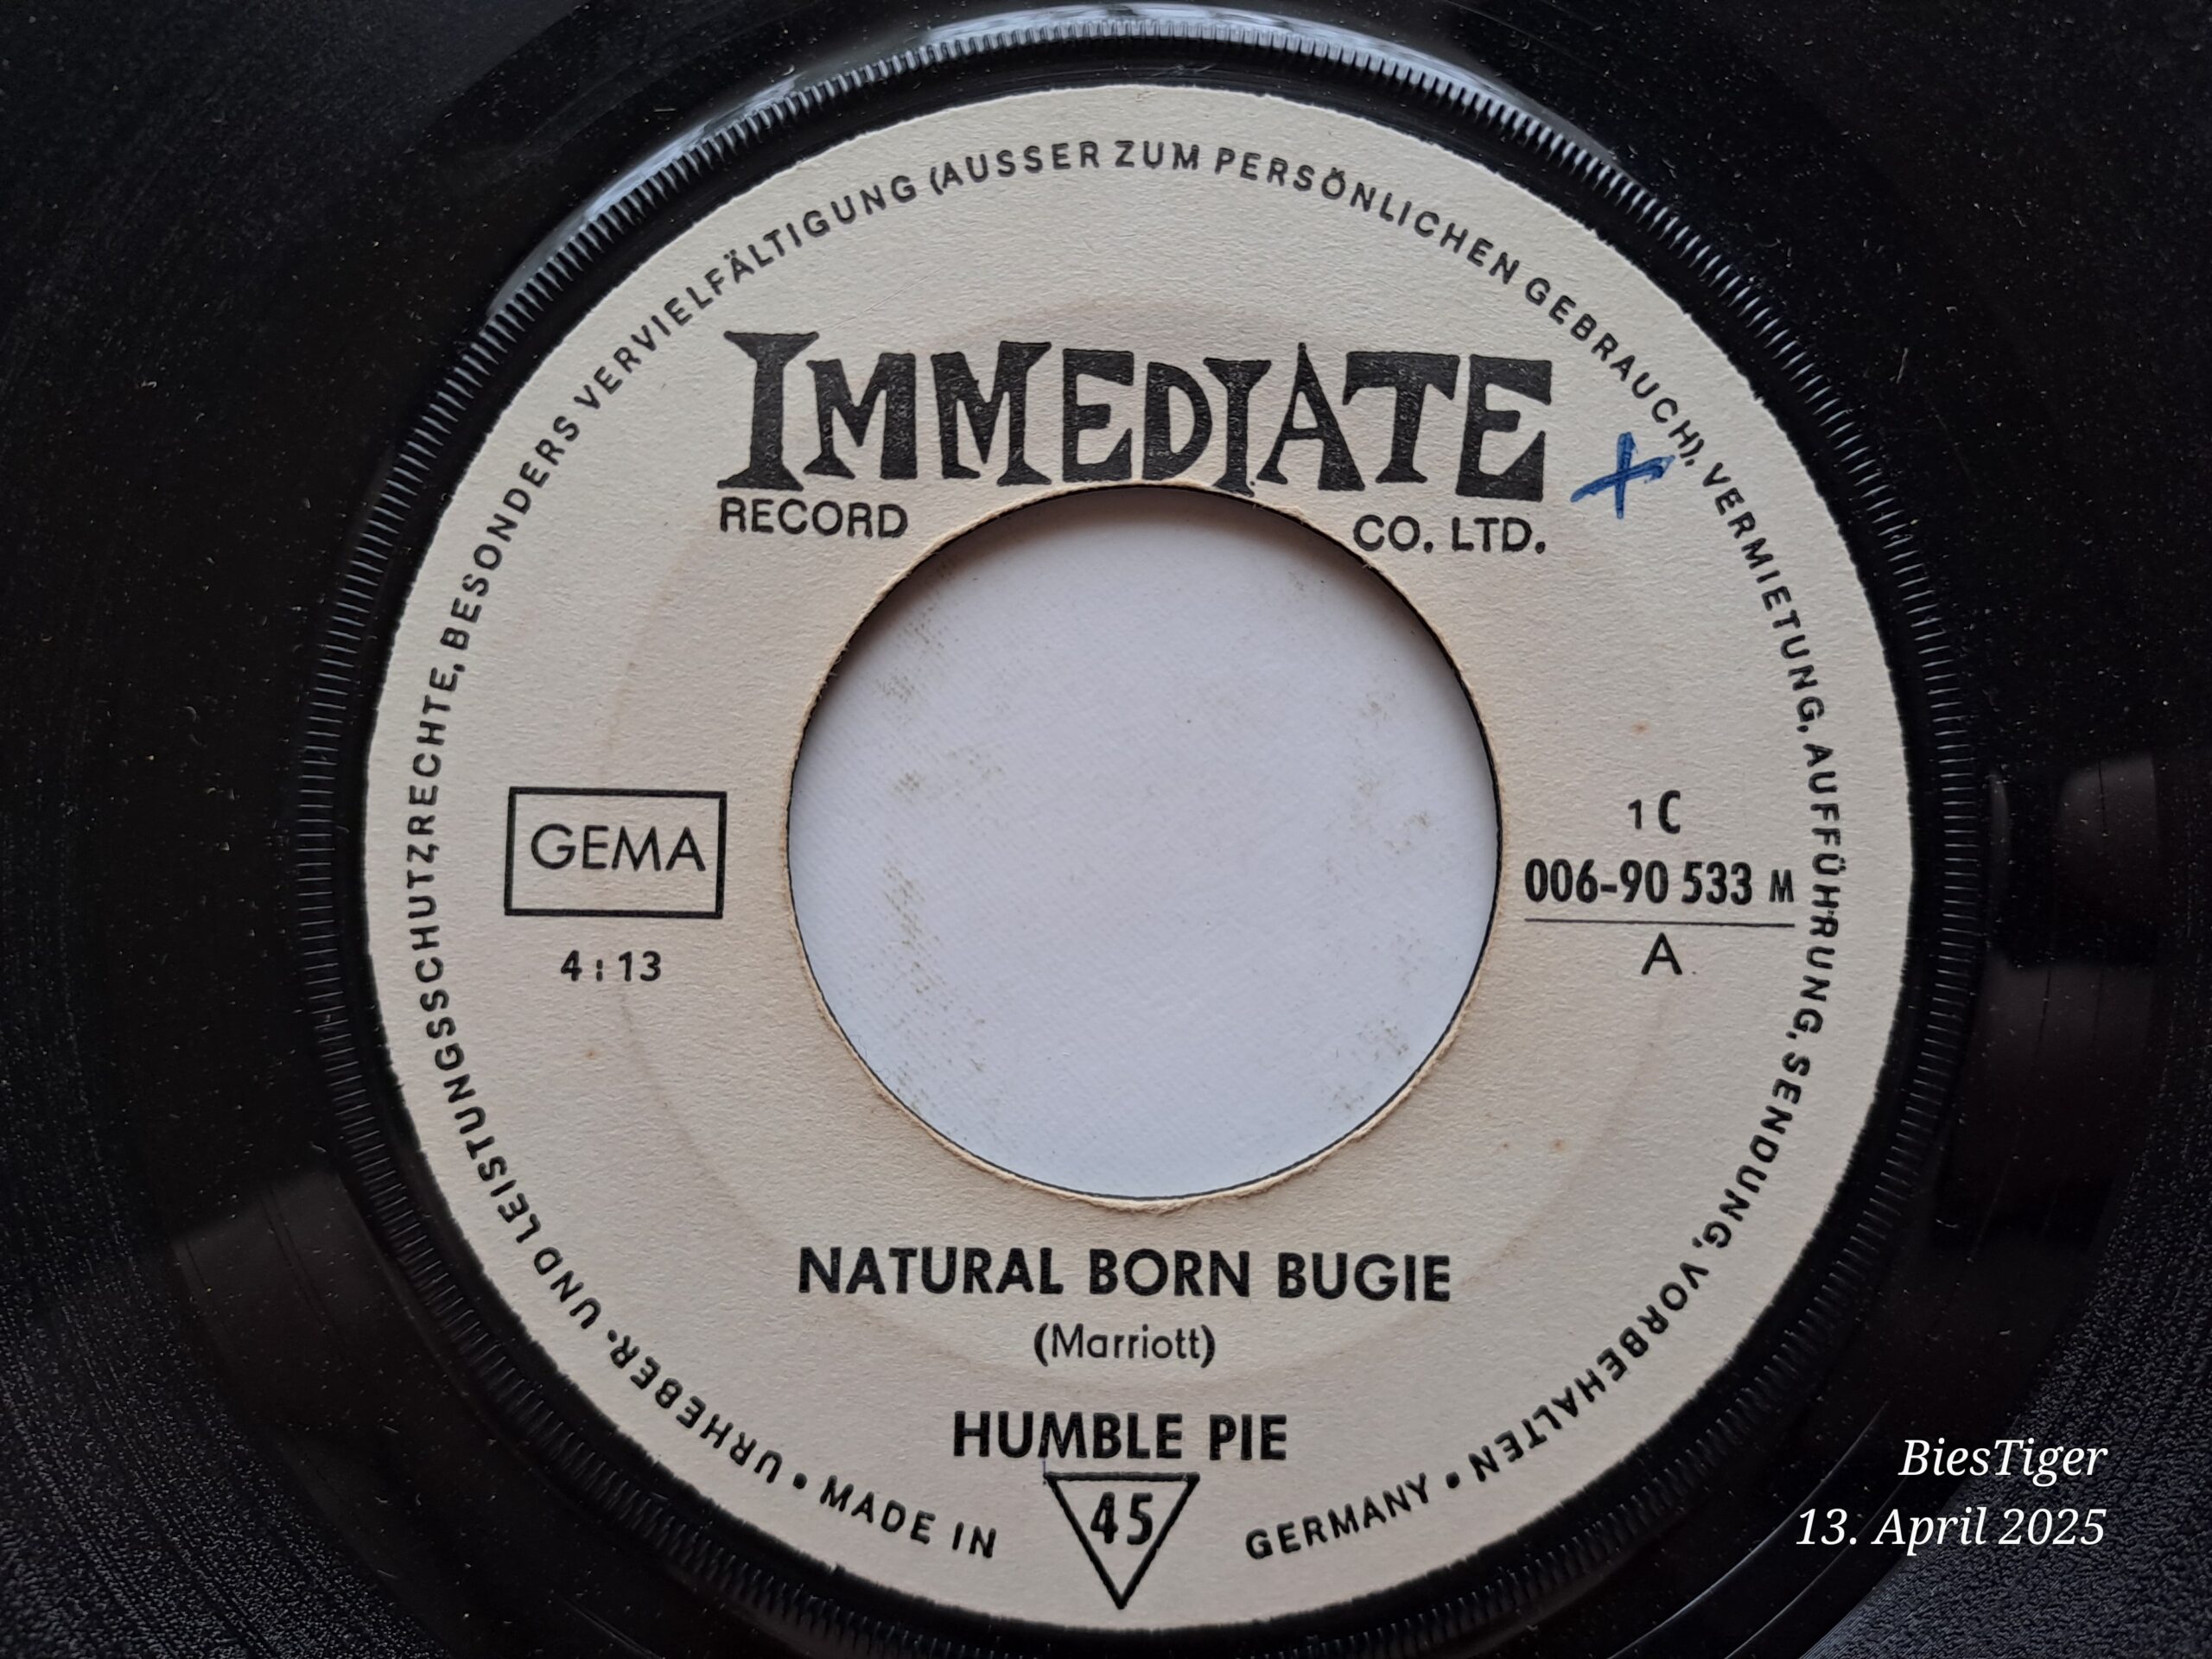 URHEBER- UND LEISTUNGSSCHUTZRECHTE, BESONDERS VERVIELFÄLTIGUNG (AUSSER ZUM PERSÖNLICHEN GEBRAUCH), VERMIETUNG, AUFFÜHRUNG, SENDUNG, VORBEHALTEN •
IMMEDIATE
RECORD CO. LTD.
GEMA
4:13
1 C
006-90 533 M
A
NATURAL BORN BUGIE
(Marriott)
HUMBLE PIE
45
• MADE IN GERMANY
BiesTiger
13. April 2025